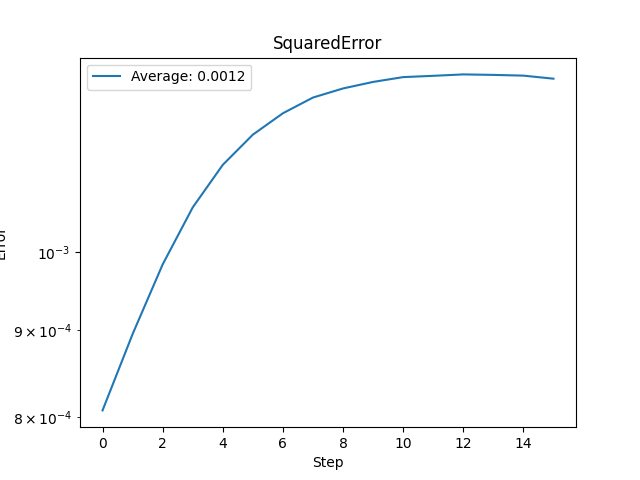 SquaredError
Average: 0.0012
Error
10⁻³
9 × 10⁻⁴
8 × 10⁻⁴
0 2 4 6 8 10 12 14
Step